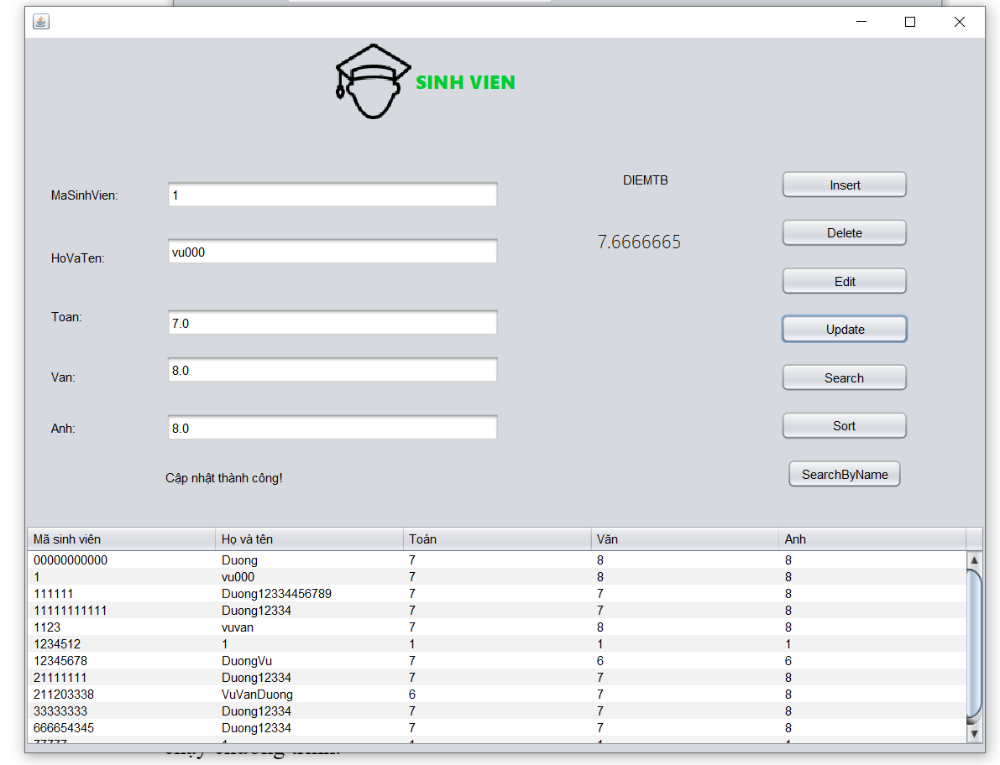 SINH VIEN
MaSinhVien: 1
HoVaTen: vu000
Toan: 7.0
Van: 8.0
Anh: 8.0
Cập nhật thành công!
DIEMTB
7.6666665
Insert
Delete
Edit
Update
Search
Sort
SearchByName
Mã sinh viên Họ và tên Toán Văn Anh
00000000000 Duong 7 8 8
1 vu000 7 8 8
111111 Duong12334456789 7 7 8
11111111111 Duong12334 7 7 8
1123 vuvan 7 8 8
1234512 1 1 1 1
12345678 DuongVu 7 6 6
21111111 Duong12334 7 7 8
211203338 VuVanDuong 6 7 8
33333333 Duong12334 7 7 8
666654345 Duong12334 7 7 8
77777 1 1 1 1
chạy chương trình.